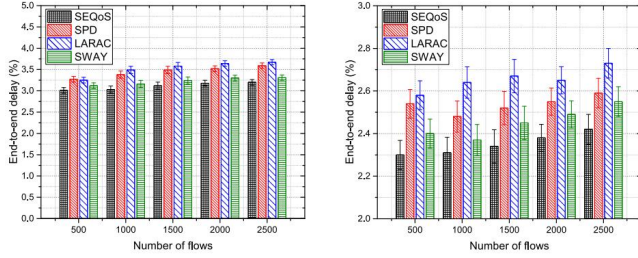 5,0
4,5
4,0
3,5
3,0
2,5
2,0
1,5
1,0
0,5
0,0
End-to-end delay (%)
SEQoS
SPD
LARAC
SWAY
500 1000 1500 2000 2500
Number of flows
3,0
2,8
2,6
2,4
2,2
2,0
End-to-end delay (%)
SEQoS
SPD
LARAC
SWAY
500 1000 1500 2000 2500
Number of flows